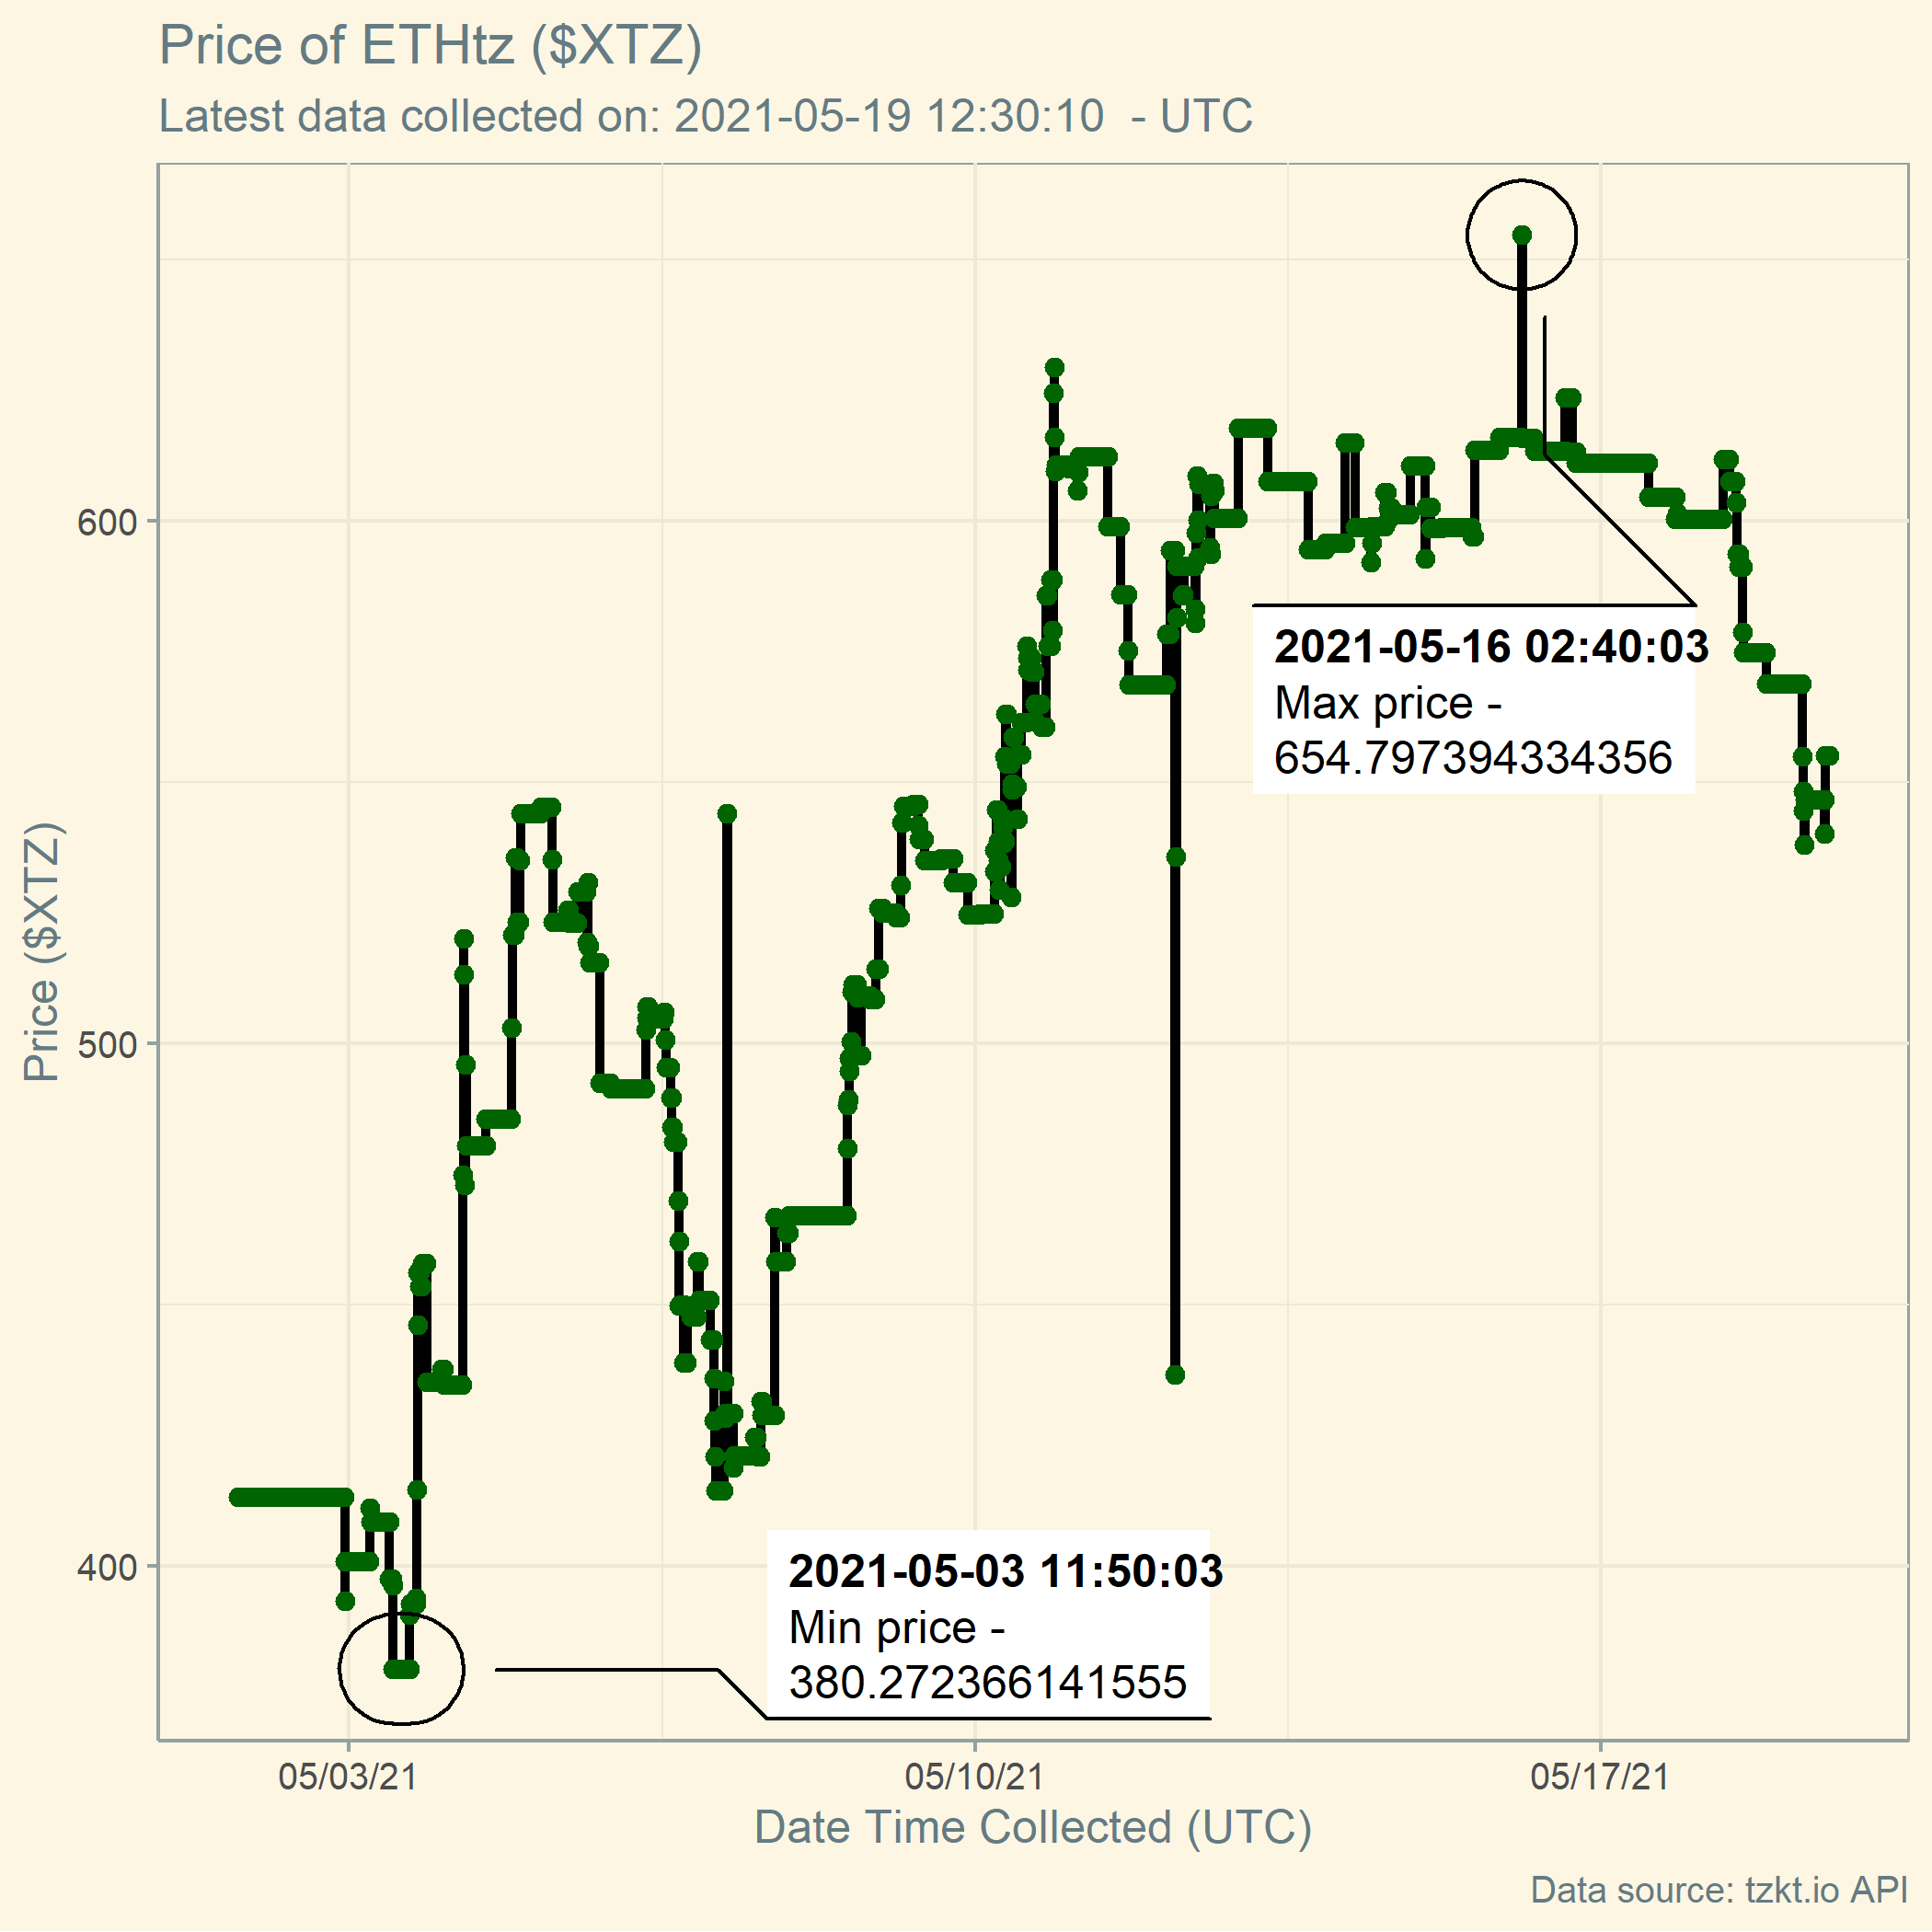 Price of ETHtz ($XTZ)
Latest data collected on: 2021-05-19 12:30:10  - UTC
Price ($XTZ)
600
500
400
2021-05-16 02:40:03
Max price -
654.797394334356
2021-05-03 11:50:03
Min price -
380.272366141555
05/03/21
05/10/21
05/17/21
Date Time Collected (UTC)
Data source: tzkt.io API